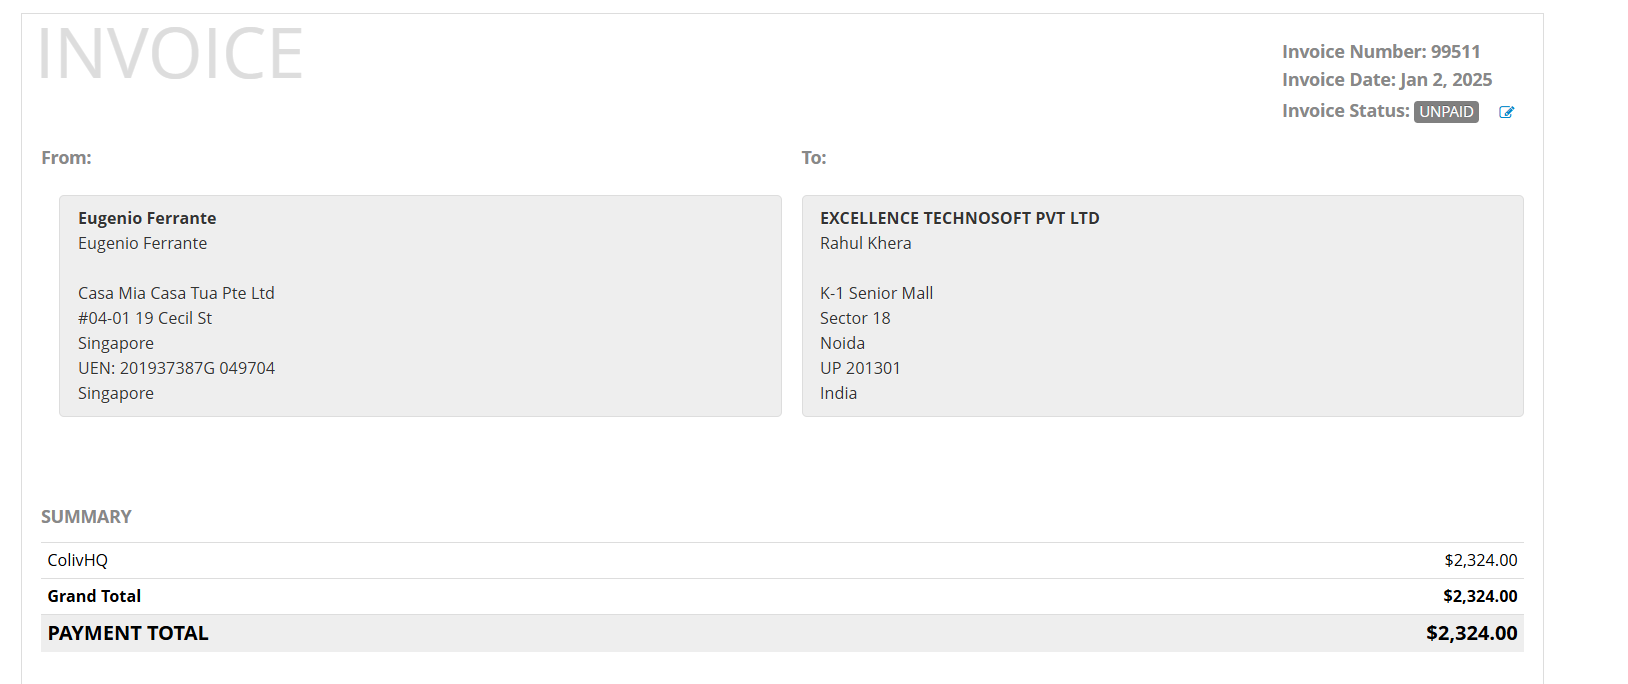 INVOICE
Invoice Number: 99511
Invoice Date: Jan 2, 2025
Invoice Status: UNPAID
From:
Eugenio Ferrante
Eugenio Ferrante
Casa Mia Casa Tua Pte Ltd
#04-01 19 Cecil St
Singapore
UEN: 201937387G 049704
Singapore
To:
EXCELLENCE TECHNOSOFT PVT LTD
Rahul Khera
K-1 Senior Mall
Sector 18
Noida
UP 201301
India
SUMMARY
ColivHQ $2,324.00
Grand Total $2,324.00
PAYMENT TOTAL $2,324.00